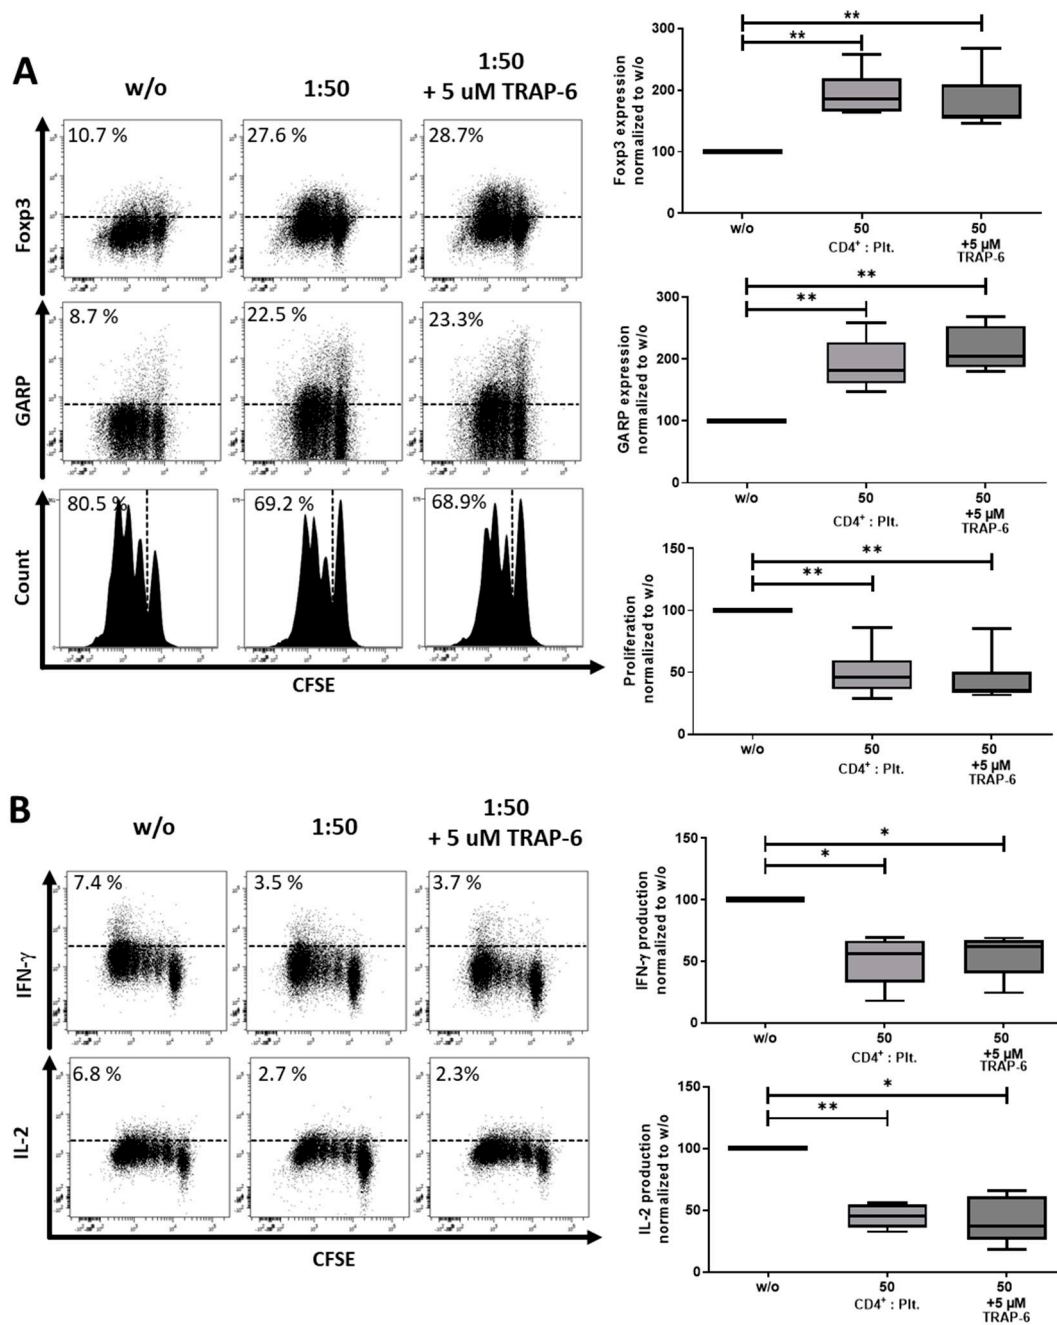 A
w/o
1:50
1:50
+ 5 uM TRAP-6
Foxp3
10.7 %
27.6 %
28.7%
GARP
8.7 %
22.5 %
23.3%
Count
80.5 %
69.2 %
68.9%
CFSE
Foxp3 expression
normalized to w/o
300
200
100
0
**
**
w/o
50
50
+5 µM
TRAP-6
CD4⁺ : Plt.
GARP expression
normalized to w/o
300
200
100
0
**
**
w/o
50
50
+5 µM
TRAP-6
CD4⁺ : Plt.
Proliferation
normalized to w/o
150
100
50
0
**
**
w/o
50
50
+5 µM
TRAP-6
CD4⁺ : Plt.
B
w/o
1:50
1:50
+ 5 uM TRAP-6
IFN-γ
7.4 %
3.5 %
3.7 %
IL-2
6.8 %
2.7 %
2.3%
CFSE
IFN-γ production
normalized to w/o
150
100
50
0
*
*
w/o
50
50
+5 µM
TRAP-6
CD4⁺ : Plt.
IL-2 production
normalized to w/o
150
100
50
0
*
**
w/o
50
50
+5 µM
TRAP-6
CD4⁺ : Plt.